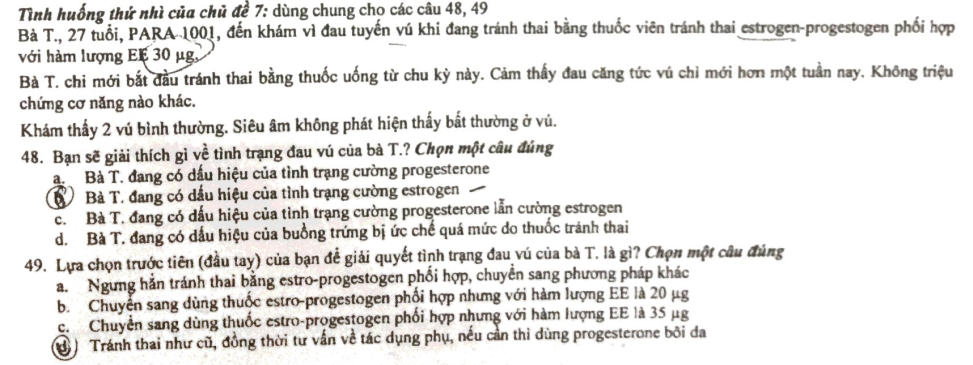 Tình huống thứ nhì của chủ đề 7: dùng chung cho các câu 48, 49
Bà T., 27 tuổi, PARA 1001, đến khám vì đau tuyến vú khi đang tránh thai bằng thuốc viên tránh thai estrogen-progestogen phối hợp
với hàm lượng EE 30 µg.
Bà T. chỉ mới bắt đầu tránh thai bằng thuốc uống từ chu kỳ này. Cảm thấy đau căng tức vú chỉ mới hơn một tuần nay. Không triệu
chứng cơ năng nào khác.
Khám thấy 2 vú bình thường. Siêu âm không phát hiện thấy bất thường ở vú.
48. Bạn sẽ giải thích gì về tình trạng đau vú của bà T.? Chọn một câu đúng
a. Bà T. đang có dấu hiệu của tình trạng cường progesterone
b. Bà T. đang có dấu hiệu của tình trạng cường estrogen
c. Bà T. đang có dấu hiệu của tình trạng cường progesterone lẫn cường estrogen
d. Bà T. đang có dấu hiệu của buồng trứng bị ức chế quá mức do thuốc tránh thai
49. Lựa chọn trước tiên (đầu tay) của bạn để giải quyết tình trạng đau vú của bà T. là gì? Chọn một câu đúng
a. Ngưng hẳn tránh thai bằng estro-progestogen phối hợp, chuyển sang phương pháp khác
b. Chuyển sang dùng thuốc estro-progestogen phối hợp nhưng với hàm lượng EE là 20 µg
c. Chuyển sang dùng thuốc estro-progestogen phối hợp nhưng với hàm lượng EE là 35 µg
d. Tránh thai như cũ, đồng thời tư vấn về tác dụng phụ, nếu cần thì dùng progesterone bôi da